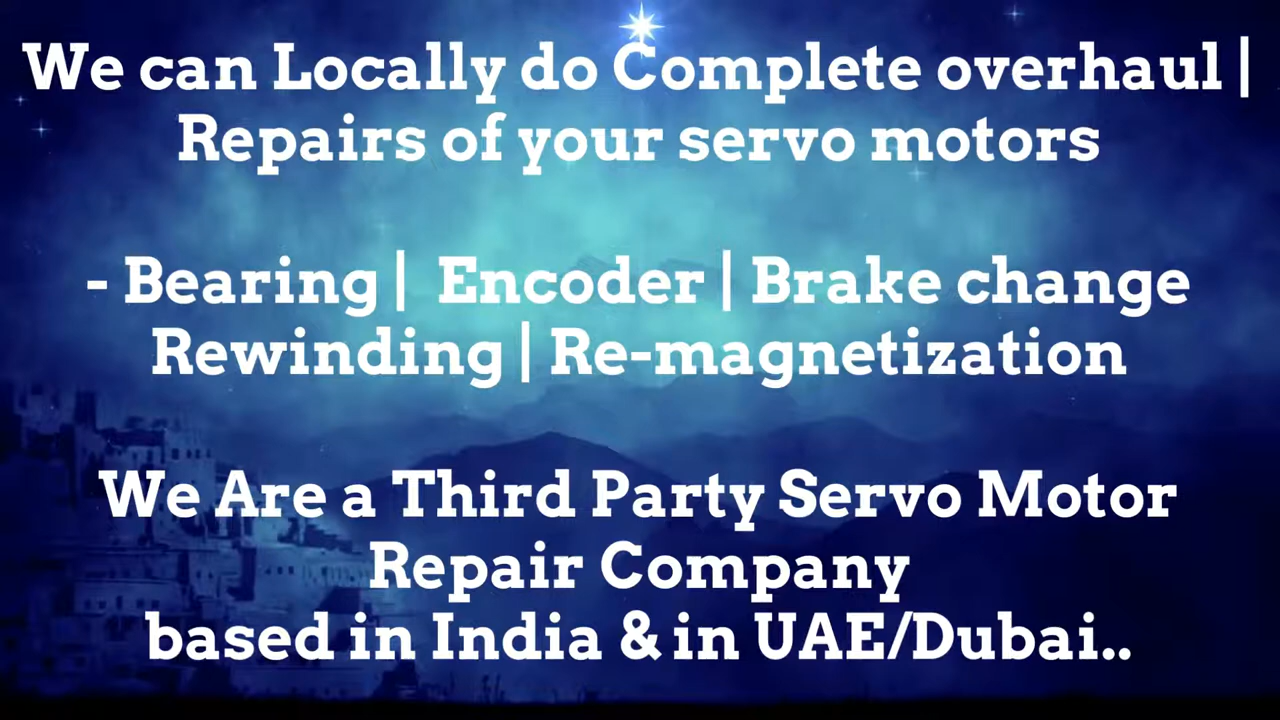 We can Locally do Complete overhaul |
Repairs of your servo motors
- Bearing | Encoder | Brake change
Rewinding | Re-magnetization
We Are a Third Party Servo Motor
Repair Company
based in India & in UAE/Dubai..